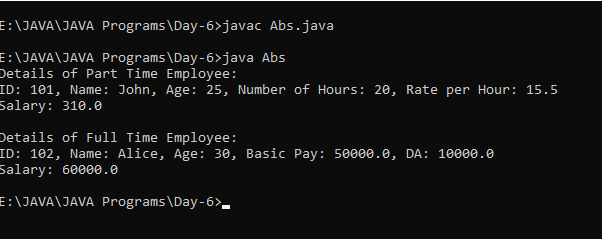 E:\JAVA\JAVA Programs\Day-6>javac Abs.java
E:\JAVA\JAVA Programs\Day-6>java Abs
Details of Part Time Employee:
ID: 101, Name: John, Age: 25, Number of Hours: 20, Rate per Hour: 15.5
Salary: 310.0
Details of Full Time Employee:
ID: 102, Name: Alice, Age: 30, Basic Pay: 50000.0, DA: 10000.0
Salary: 60000.0
E:\JAVA\JAVA Programs\Day-6>